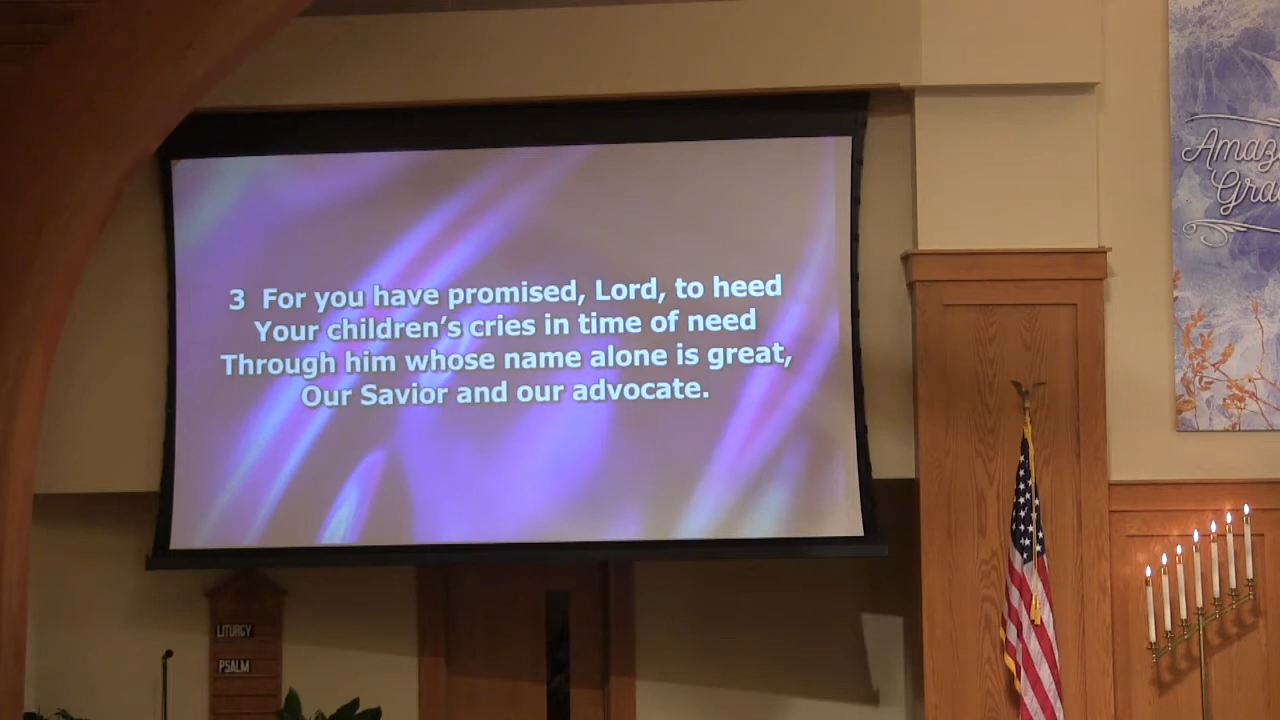 3 For you have promised, Lord, to heed
Your children's cries in time of need
Through him whose name alone is great,
Our Savior and our advocate.
LITURGY
PSALM